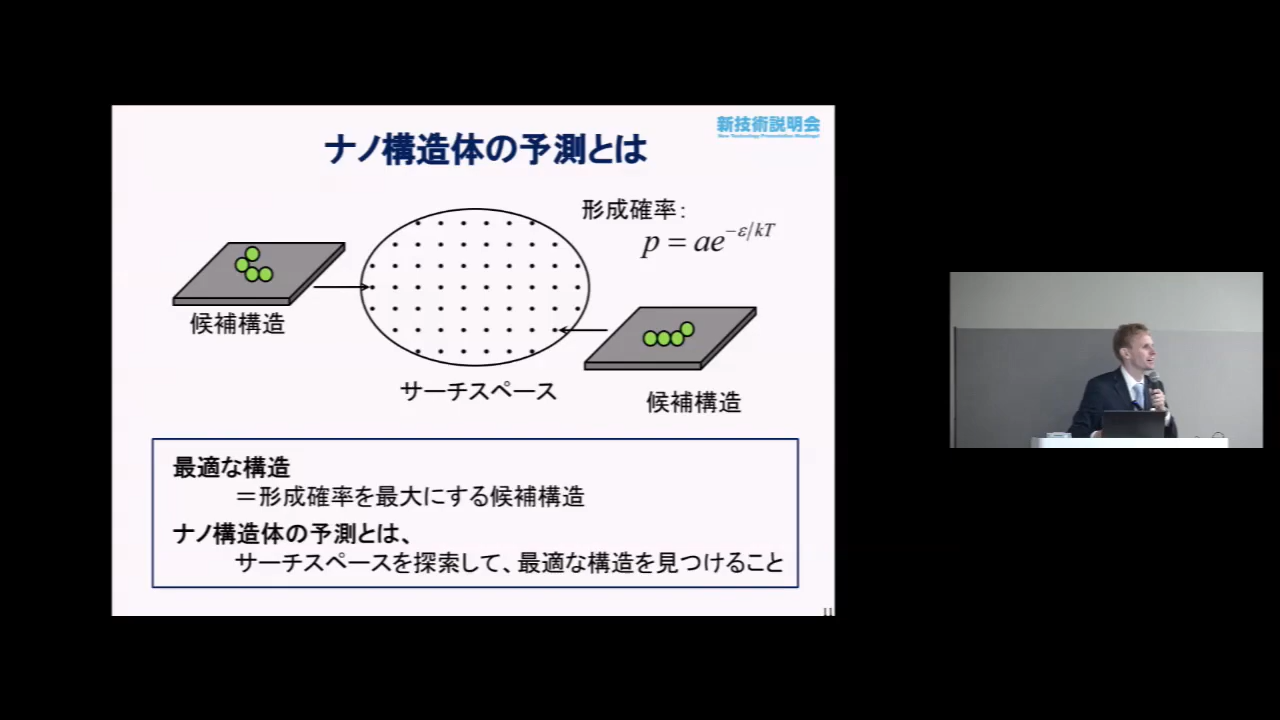 新技術説明会
New Technology Presentation Meetings!
ナノ構造体の予測とは
形成確率：
p = ae^{-ε/kT}
候補構造
サーチスペース
候補構造
最適な構造
＝形成確率を最大にする候補構造
ナノ構造体の予測とは、
サーチスペースを探索して、最適な構造を見つけること
11